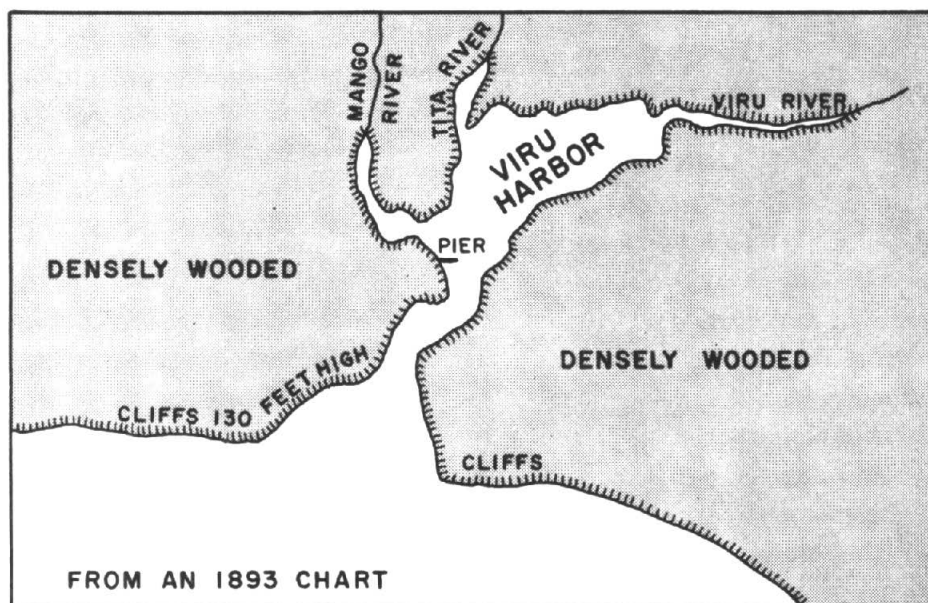 MANGO
RIVER
TITA RIVER
VIRU RIVER
VIRU
HARBOR
PIER
DENSELY WOODED
DENSELY WOODED
CLIFFS 130 FEET HIGH
CLIFFS
FROM AN 1893 CHART